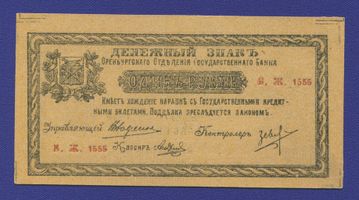 ДЕНЕЖНЫЙ ЗНАКЪ
ОРЕНБУРГСКАГО ОТДѢЛЕНІЯ ГОСУДАРСТВЕННАГО БАНКА
ОДИНЪ РУБЛЬ
Ж. 1555
ИМѢЕТЪ ХОЖДЕНІЕ НАРАВНѢ СЪ ГОСУДАРСТВЕННЫМИ КРЕДИТ-
НЫМИ БИЛЕТАМИ. ПОДДѢЛКА ПРЕСЛѢДУЕТСЯ ЗАКОНОМЪ.
Управляющій
Контролеръ
Ж. 1555
Кассиръ